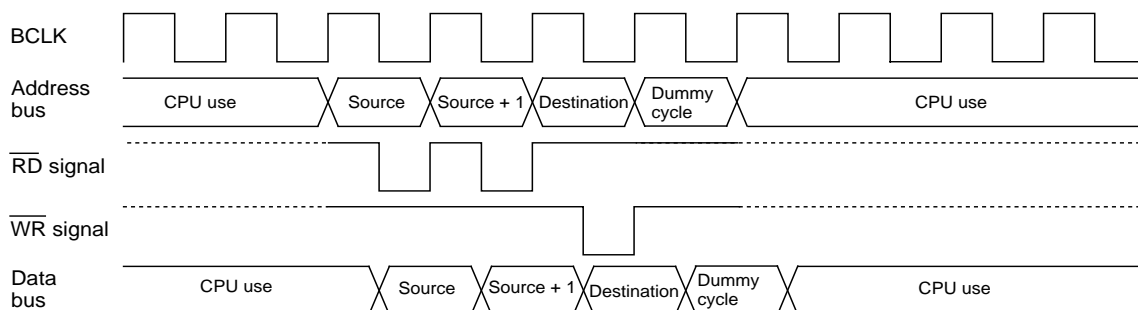 BCLK
Address
bus
CPU use
Source
Source + 1
Destination
Dummy
cycle
CPU use
RD signal
WR signal
Data
bus
CPU use
Source
Source + 1
Destination
Dummy
cycle
CPU use